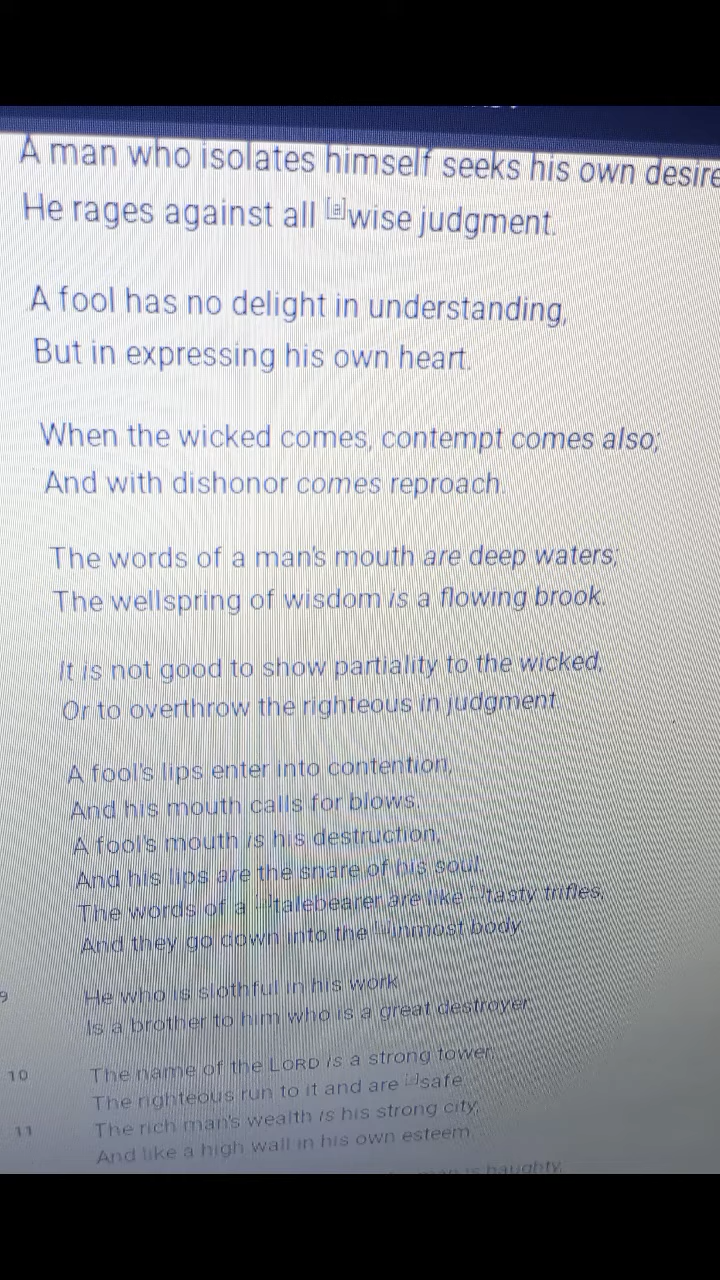 A man who isolates himself seeks his own desire
He rages against all [a]wise judgment.
A fool has no delight in understanding,
But in expressing his own heart.
When the wicked comes, contempt comes also;
And with dishonor comes reproach.
The words of a man's mouth are deep waters;
The wellspring of wisdom is a flowing brook.
It is not good to show partiality to the wicked,
Or to overthrow the righteous in judgment.
A fool's lips enter into contention,
And his mouth calls for blows.
A fool's mouth is his destruction,
And his lips are the snare of his soul.
The words of a talebearer are like tasty trifles,
And they go down into the inmost body.
9 He who is slothful in his work
Is a brother to him who is a great destroyer.
10 The name of the LORD is a strong tower;
The righteous run to it and are safe.
11 The rich man's wealth is his strong city,
And like a high wall in his own esteem.
man is haughty,